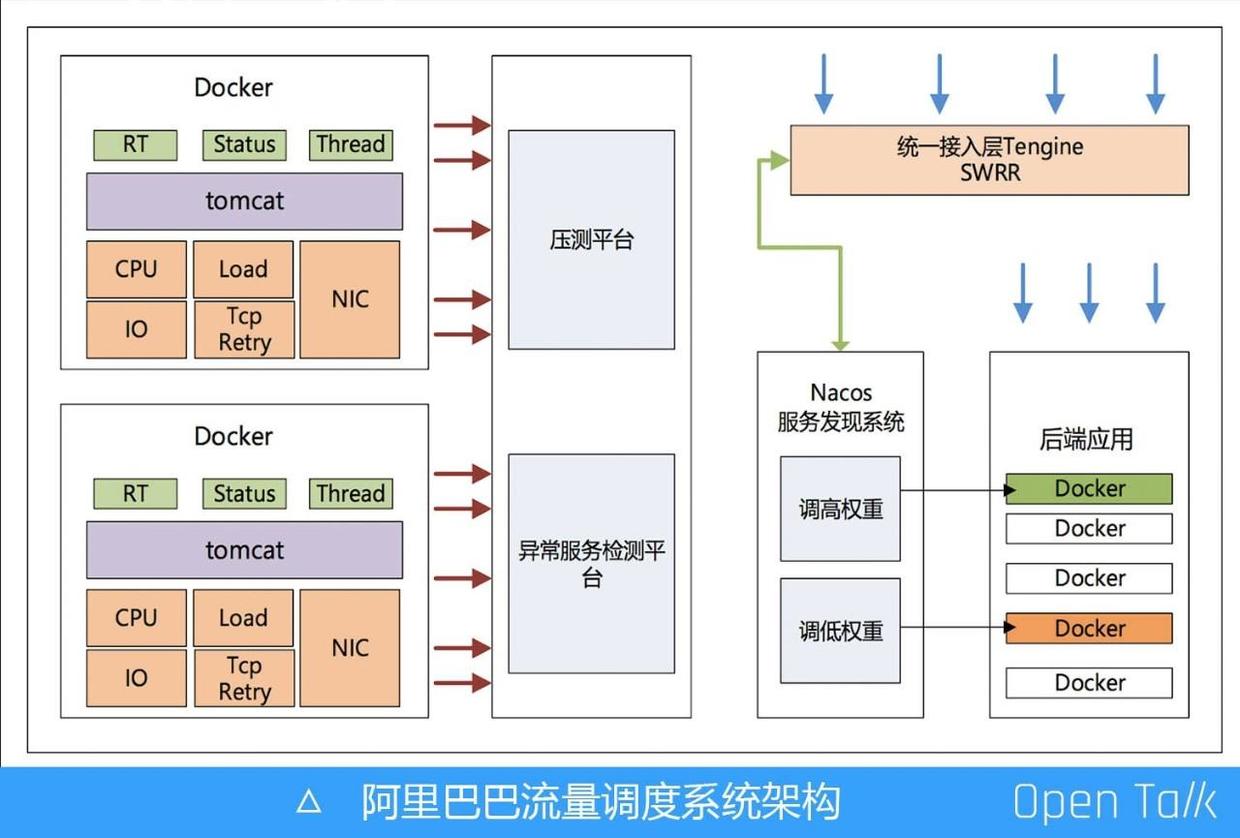 Docker
RT
Status
Thread
tomcat
CPU
Load
NIC
IO
Tcp
Retry
Docker
RT
Status
Thread
tomcat
CPU
Load
NIC
IO
Tcp
Retry
压测平台
异常服务检测平
台
统一接入层Tengine
SWRR
Nacos
服务发现系统
调高权重
调低权重
后端应用
Docker
Docker
Docker
Docker
Docker
△ 阿里巴巴流量调度系统架构
Open Talk